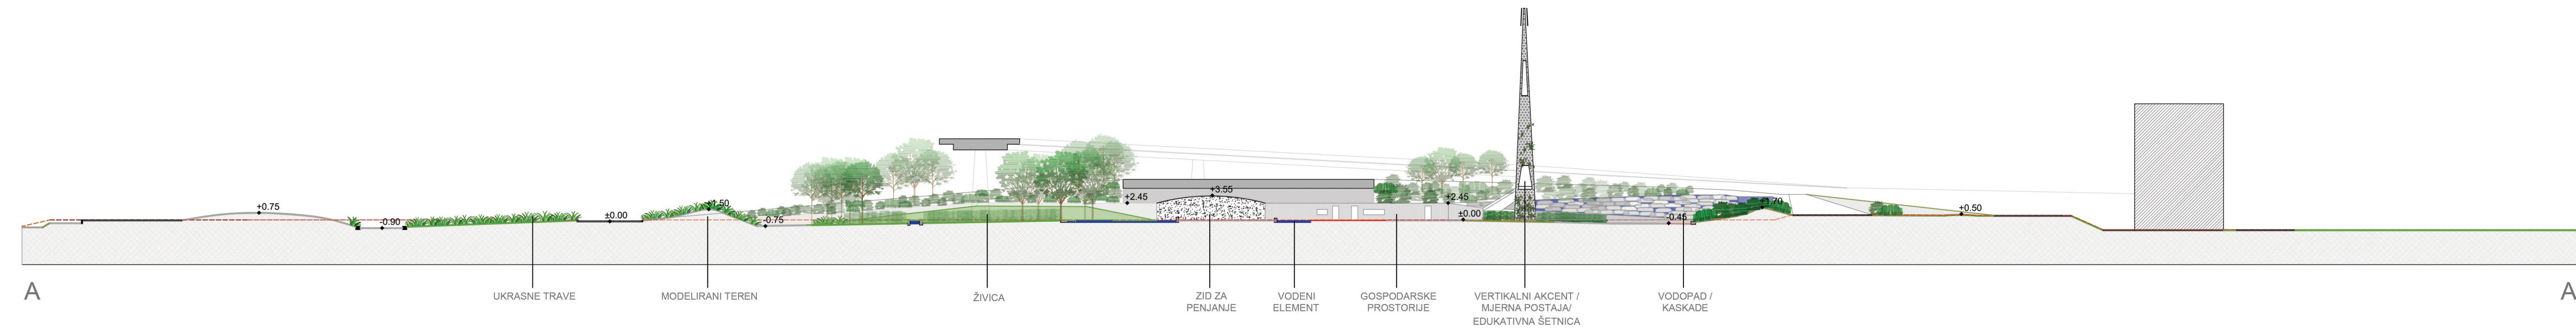 +0.75
-0.90
±0.00
+1.50
-0.75
+2.45
+3.55
+2.45
±0.00
-0.45
+1.70
+0.50
A
A
UKRASNE TRAVE
MODELIRANI TEREN
ŽIVICA
ZID ZA
PENJANJE
VODENI
ELEMENT
GOSPODARSKE
PROSTORIJE
VERTIKALNI AKCENT /
MJERNA POSTAJA/
EDUKATIVNA ŠETNICA
VODOPAD /
KASKADE